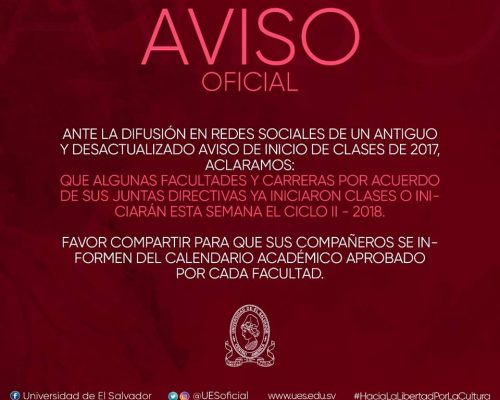 AVISO
OFICIAL
ANTE LA DIFUSIÓN EN REDES SOCIALES DE UN ANTIGUO
Y DESACTUALIZADO AVISO DE INICIO DE CLASES DE 2017,
ACLARAMOS:
QUE ALGUNAS FACULTADES Y CARRERAS POR ACUERDO
DE SUS JUNTAS DIRECTIVAS YA INICIARON CLASES O INI-
CIARÁN ESTA SEMANA EL CICLO II - 2018.
FAVOR COMPARTIR PARA QUE SUS COMPAÑEROS SE IN-
FORMEN DEL CALENDARIO ACADÉMICO APROBADO
POR CADA FACULTAD.
Universidad de El Salvador @UESoficial www.ues.edu.sv #HaciaLaLibertadPorLaCultura